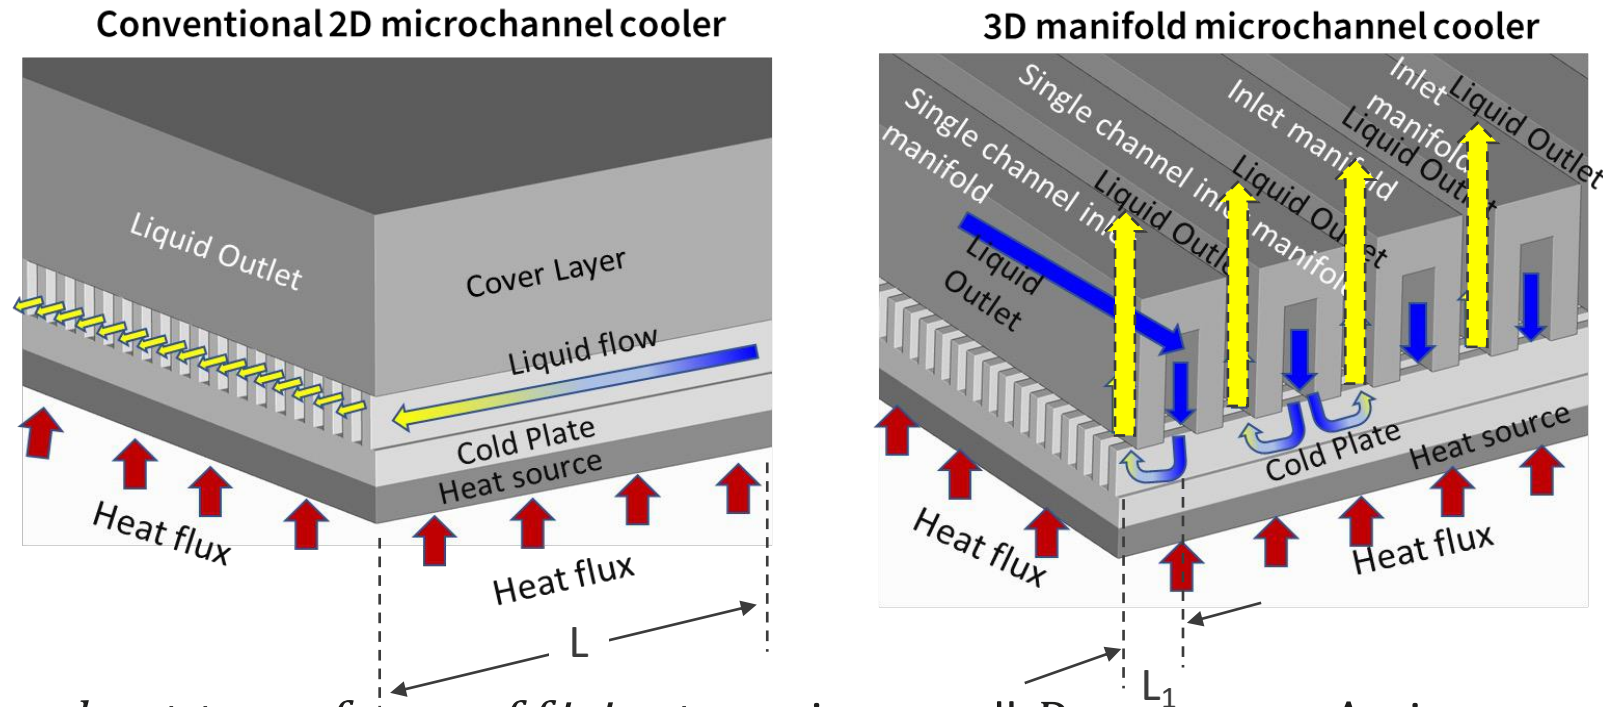 Conventional 2D microchannel cooler
Liquid Outlet
Cover Layer
Liquid flow
Cold Plate
Heat source
Heat flux
Heat flux
L
3D manifold microchannel cooler
Single channel inlet
manifold
Single channel inlet manifold
Inlet manifold
Inlet
manifold
Liquid Outlet
Liquid Outlet
Liquid Outlet
Liquid Outlet
Liquid
Outlet
Cold Plate
Heat source
Heat flux
Heat flux
L₁